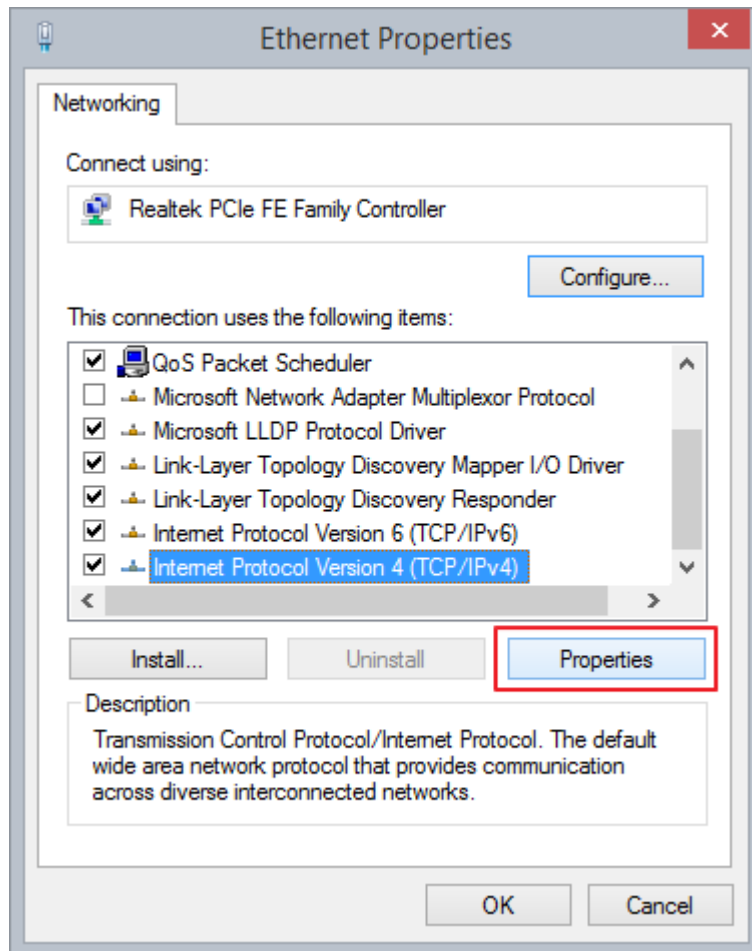 Ethernet Properties
Networking
Connect using:
Realtek PCIe FE Family Controller
Configure...
This connection uses the following items:
QoS Packet Scheduler
Microsoft Network Adapter Multiplexor Protocol
Microsoft LLDP Protocol Driver
Link-Layer Topology Discovery Mapper I/O Driver
Link-Layer Topology Discovery Responder
Internet Protocol Version 6 (TCP/IPv6)
Internet Protocol Version 4 (TCP/IPv4)
Install...
Uninstall
Properties
Description
Transmission Control Protocol/Internet Protocol. The default
wide area network protocol that provides communication
across diverse interconnected networks.
OK
Cancel